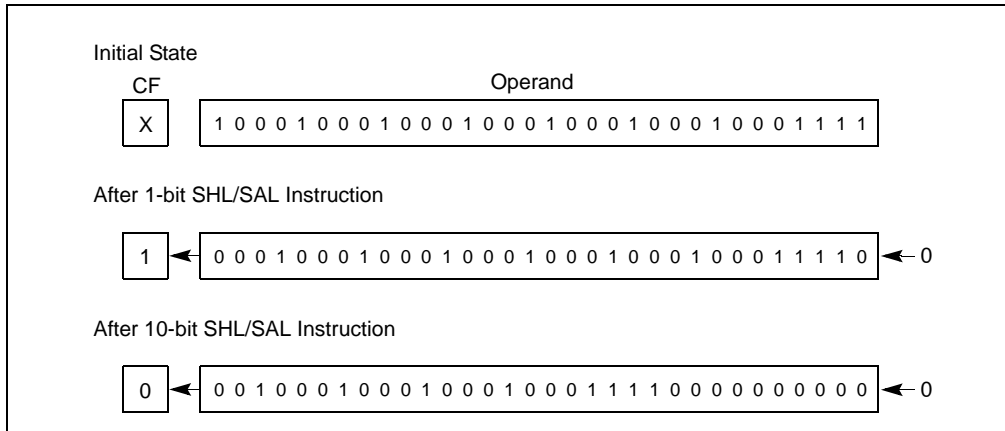 Initial State
CF Operand
X 1 0 0 0 1 0 0 0 1 0 0 0 1 0 0 0 1 0 0 0 1 0 0 0 1 0 0 0 1 1 1 1
After 1-bit SHL/SAL Instruction
1 0 0 0 1 0 0 0 1 0 0 0 1 0 0 0 1 0 0 0 1 0 0 0 1 0 0 0 1 1 1 1 0 0
After 10-bit SHL/SAL Instruction
0 0 0 1 0 0 0 1 0 0 0 1 0 0 0 1 0 0 0 1 1 1 1 0 0 0 0 0 0 0 0 0 0 0